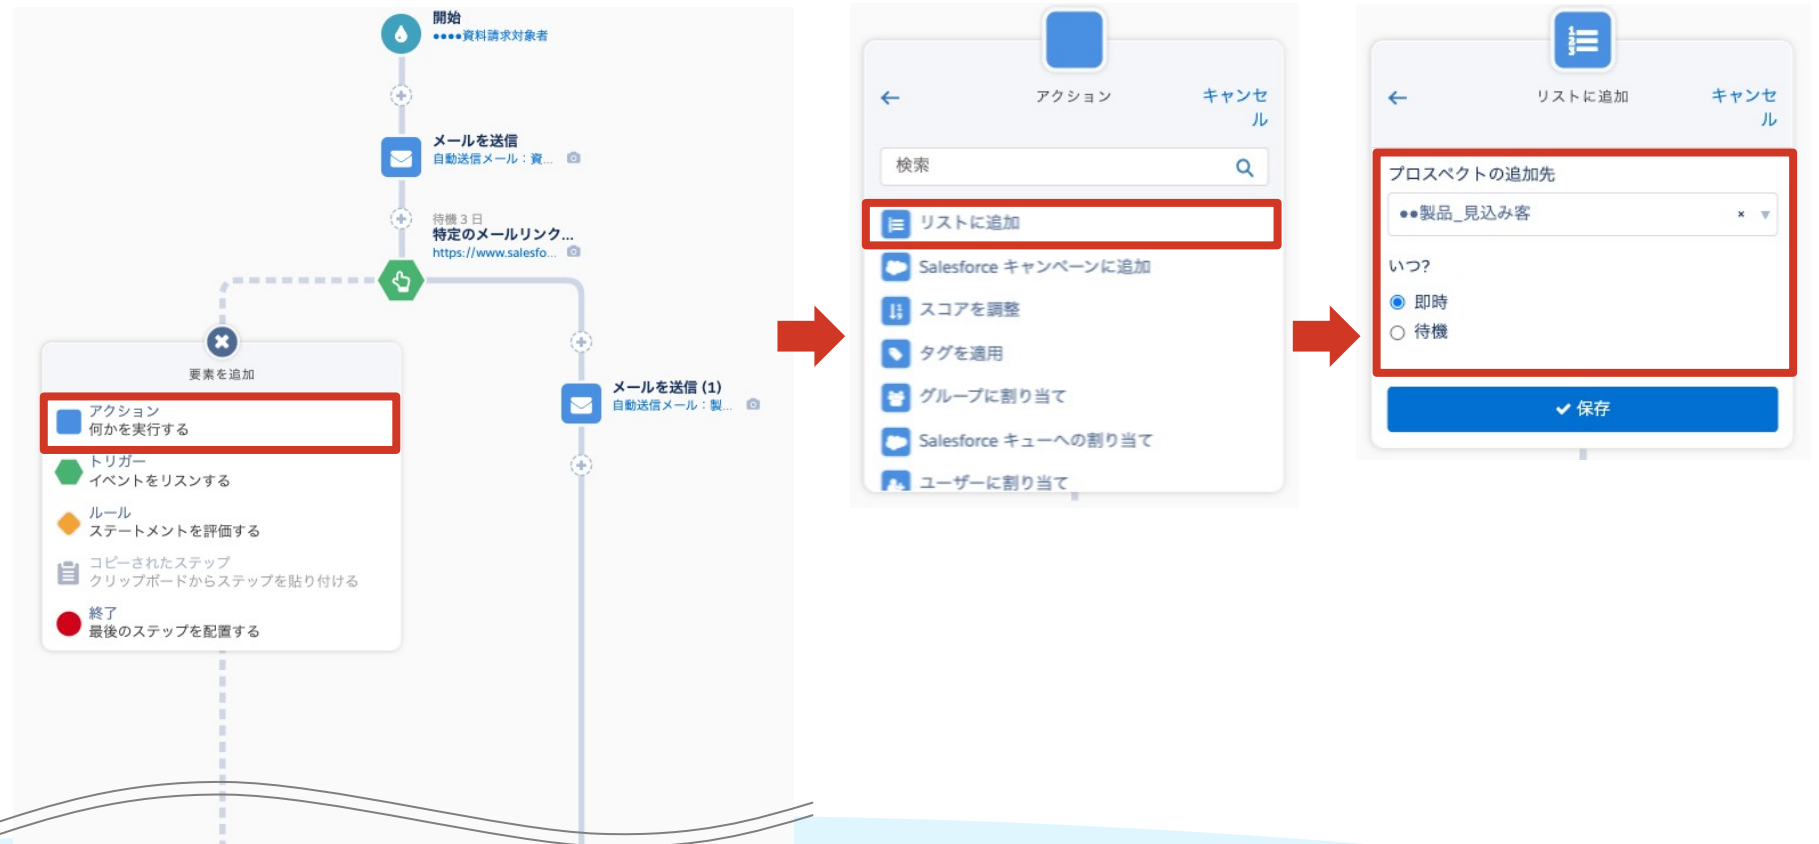 開始
●●●●資料請求対象者
メールを送信
自動送信メール：資...
待機 3 日
特定のメールリンク...
https://www.salesfo...
メールを送信 (1)
自動送信メール：製...
要素を追加
アクション
何かを実行する
トリガー
イベントをリスンする
ルール
ステートメントを評価する
コピーされたステップ
クリップボードからステップを貼り付ける
終了
最後のステップを配置する
アクション
キャンセ
ル
検索
リストに追加
Salesforce キャンペーンに追加
スコアを調整
タグを適用
グループに割り当て
Salesforce キューへの割り当て
ユーザーに割り当て
リストに追加
キャンセ
ル
プロスペクトの追加先
●●製品_見込み客
いつ?
即時
待機
保存